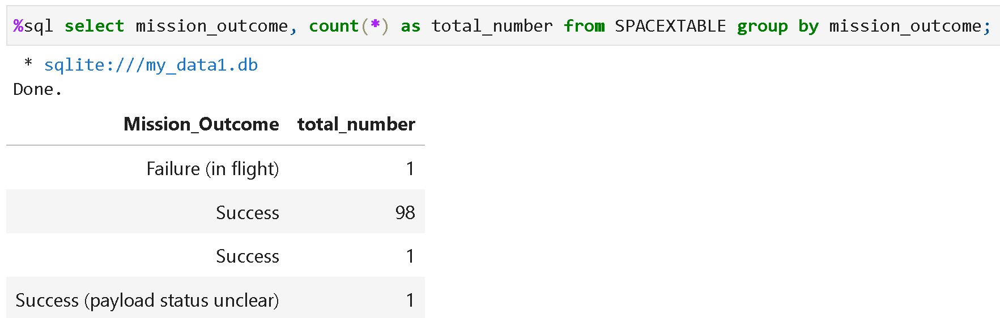 %sql select mission_outcome, count(*) as total_number from SPACEXTABLE group by mission_outcome;
* sqlite:///my_data1.db
Done.
Mission_Outcome total_number
Failure (in flight) 1
Success 98
Success 1
Success (payload status unclear) 1